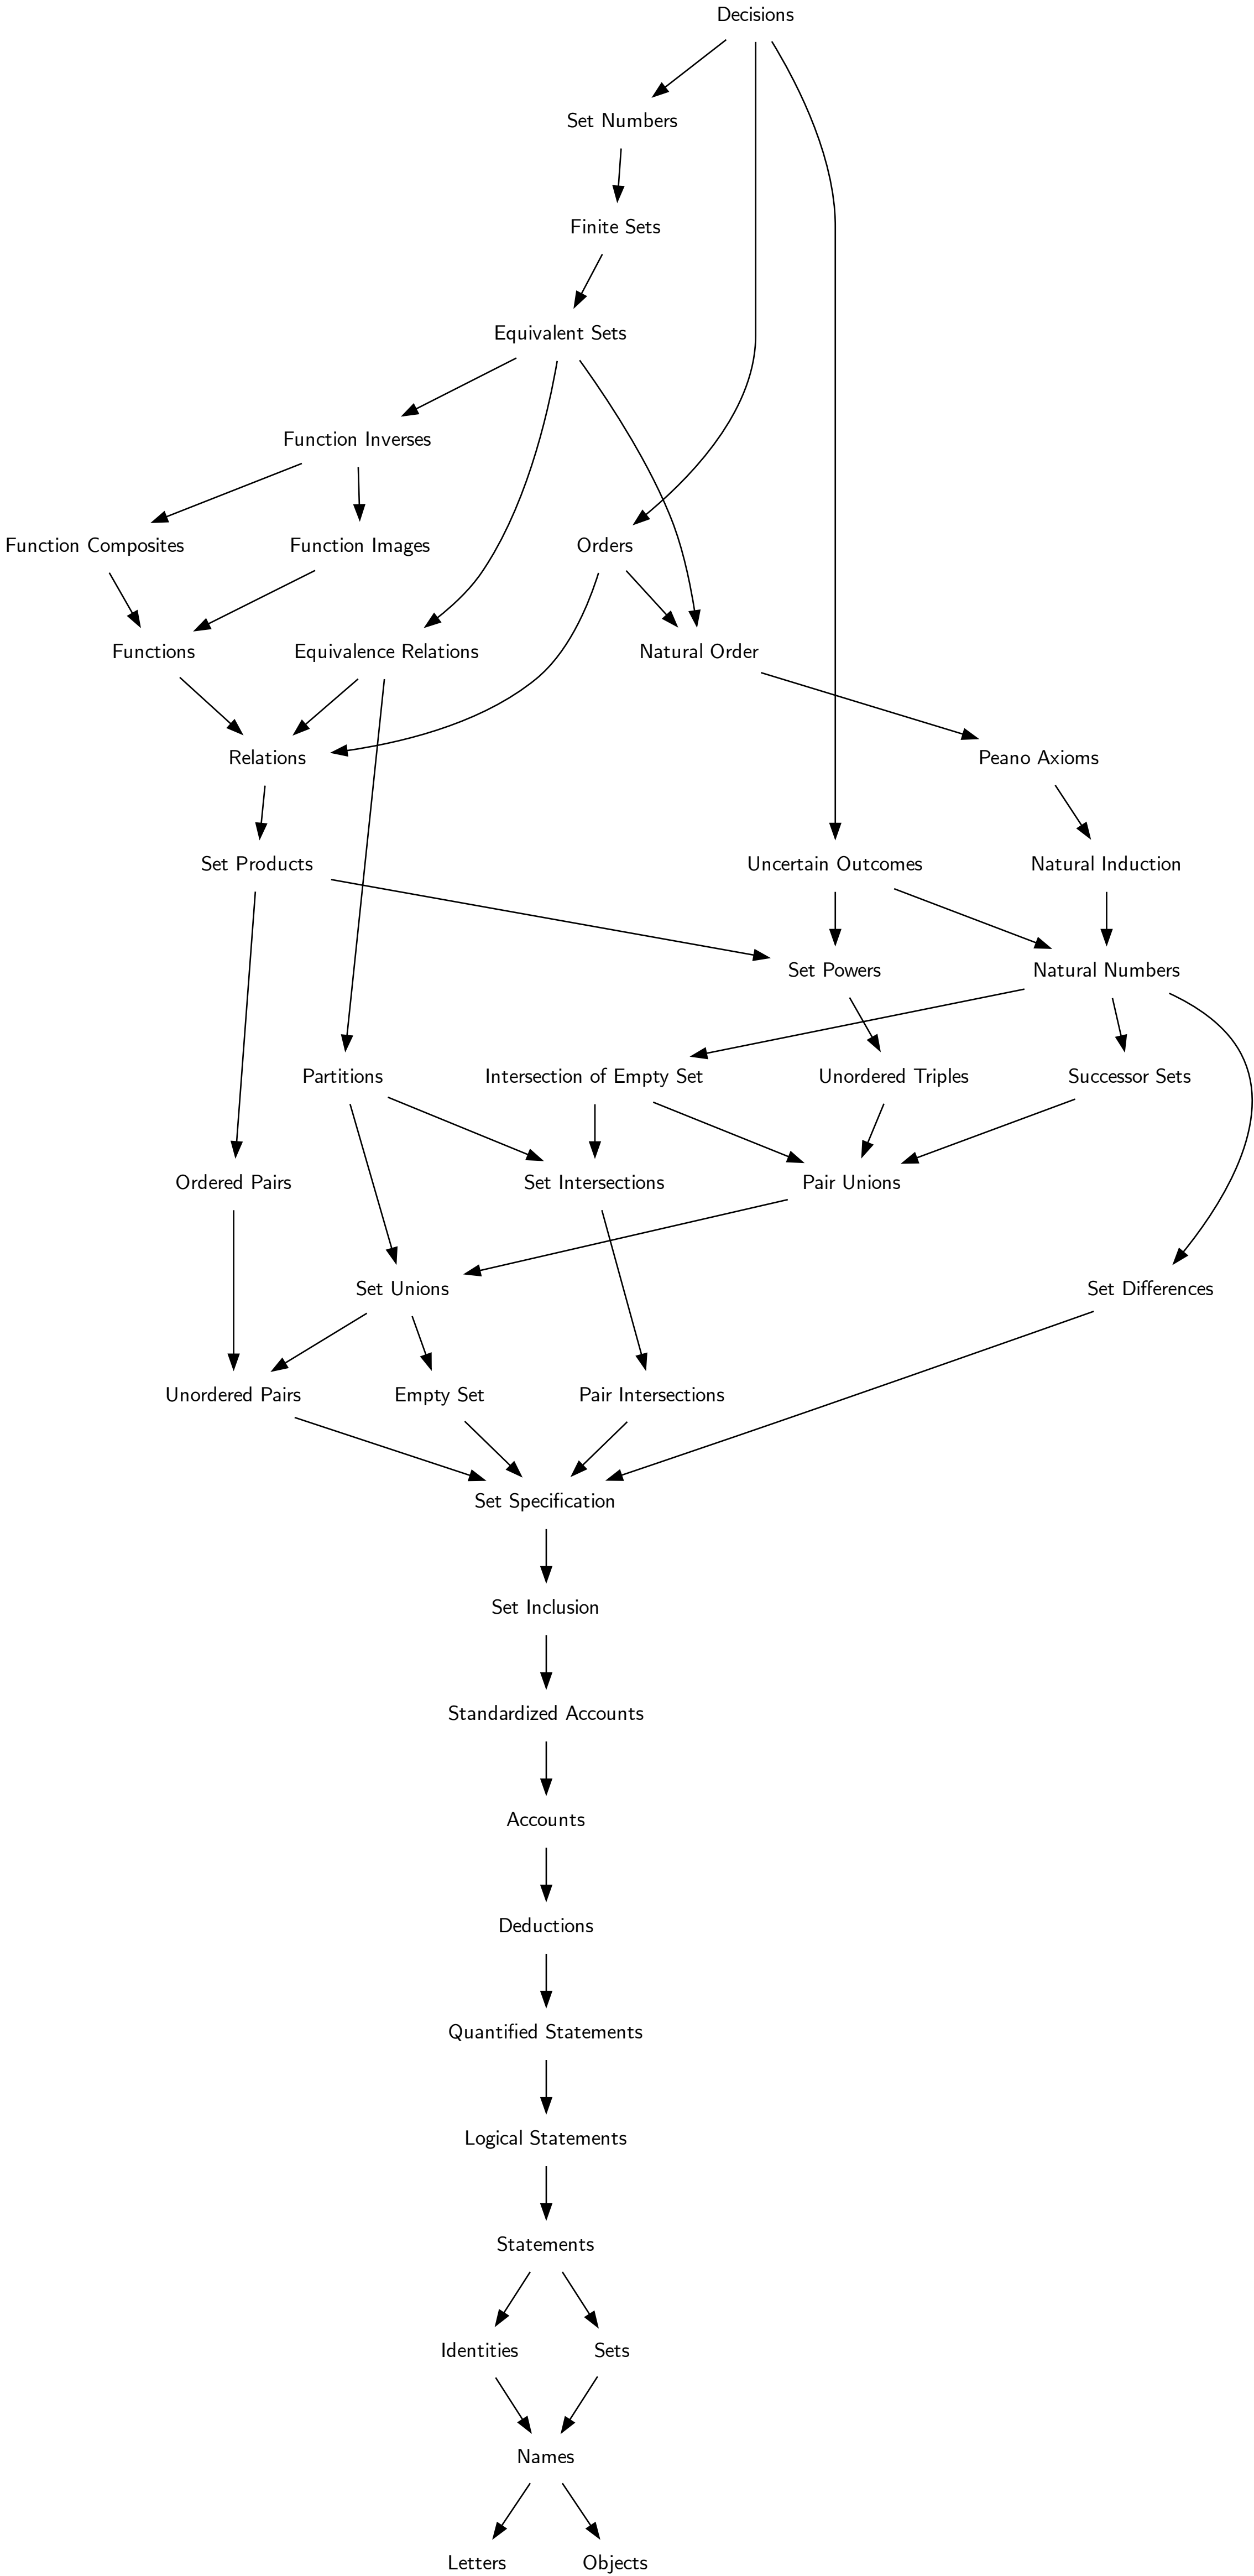 Decisions
Set Numbers
Finite Sets
Equivalent Sets
Function Inverses
Function Composites
Function Images
Orders
Functions
Equivalence Relations
Natural Order
Relations
Peano Axioms
Set Products
Uncertain Outcomes
Natural Induction
Set Powers
Natural Numbers
Partitions
Intersection of Empty Set
Unordered Triples
Successor Sets
Ordered Pairs
Set Intersections
Pair Unions
Set Unions
Set Differences
Unordered Pairs
Empty Set
Pair Intersections
Set Specification
Set Inclusion
Standardized Accounts
Accounts
Deductions
Quantified Statements
Logical Statements
Statements
Identities
Sets
Names
Letters
Objects